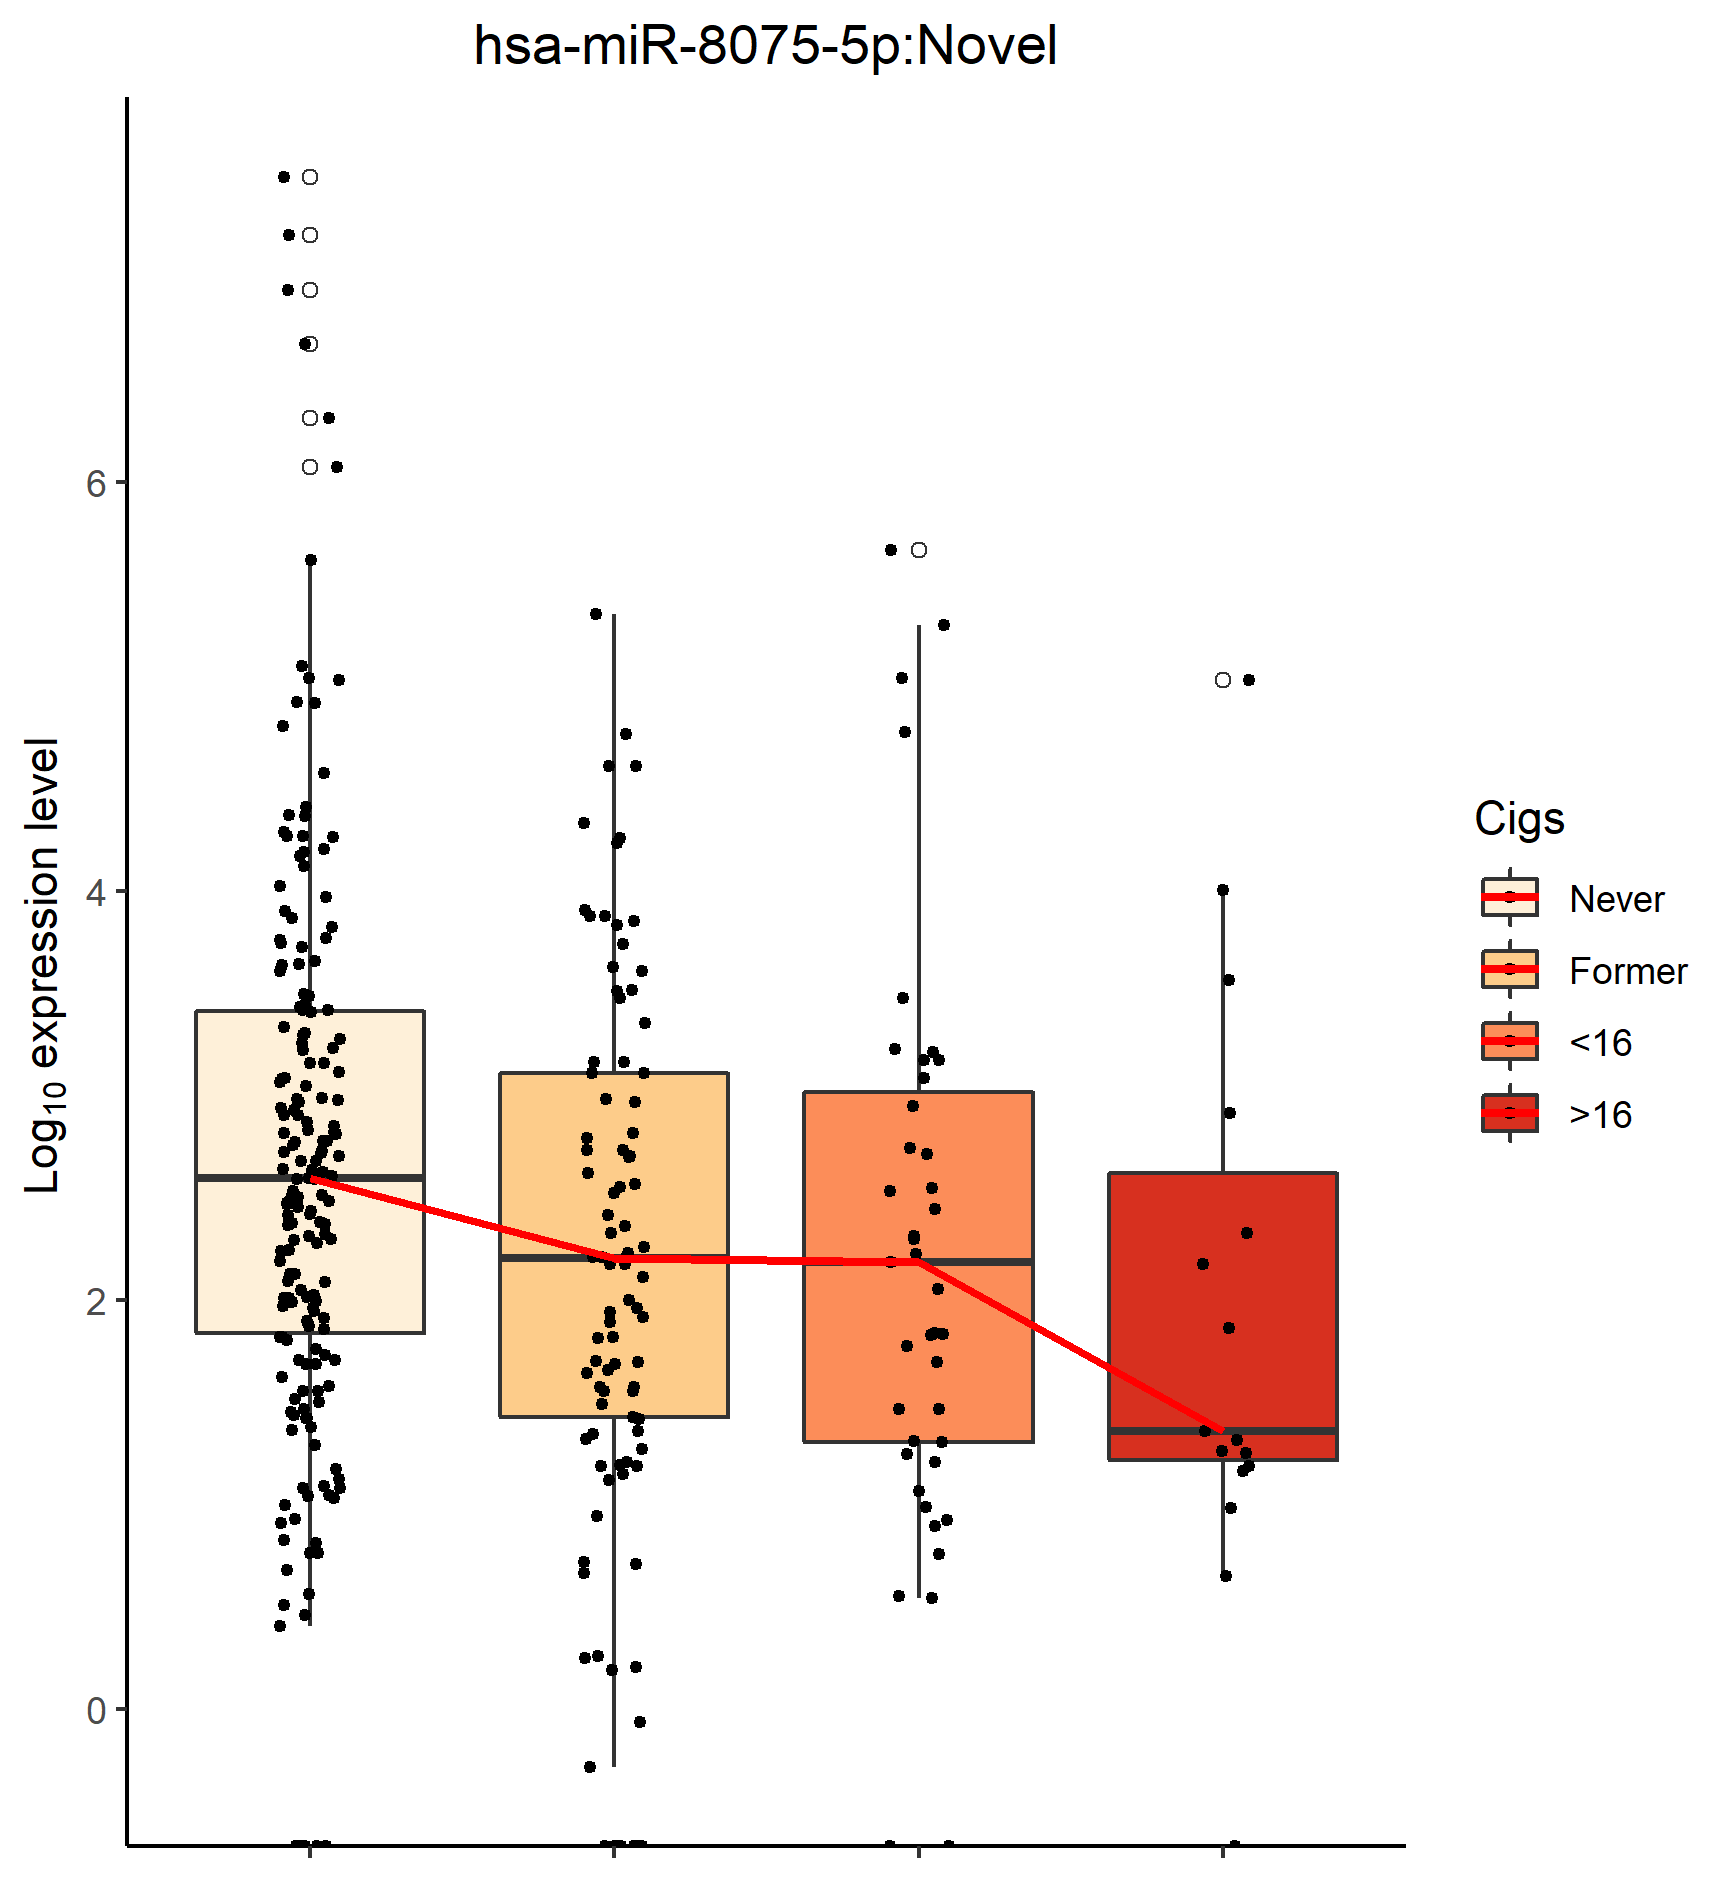 hsa-miR-8075-5p:Novel
Log₁₀ expression level
6
4
2
0
Cigs
Never
Former
<16
>16